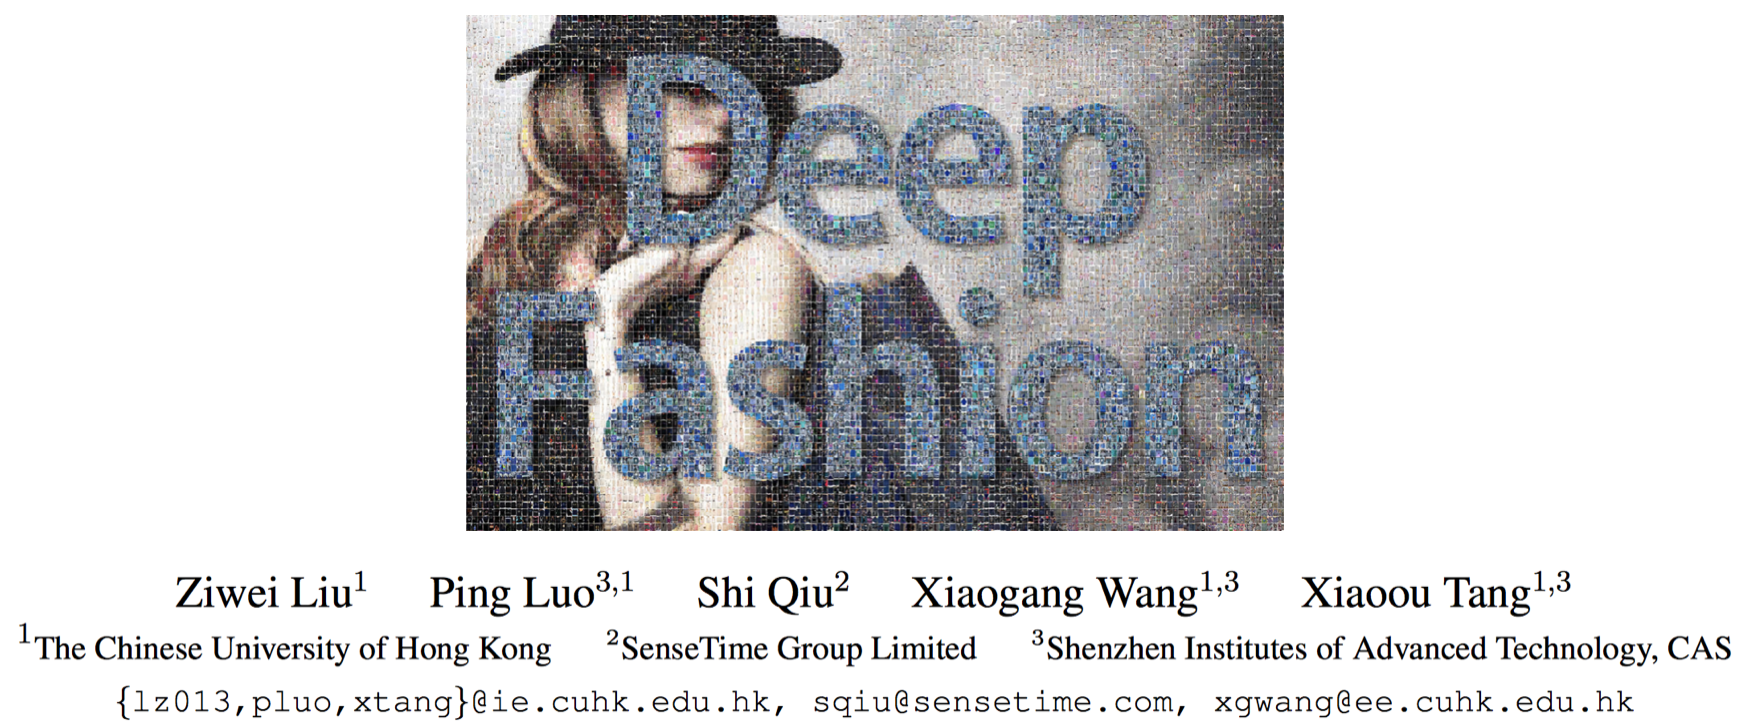 Deep
Fashion
Ziwei Liu¹ Ping Luo³,¹ Shi Qiu² Xiaogang Wang¹,³ Xiaoou Tang¹,³
¹The Chinese University of Hong Kong ²SenseTime Group Limited ³Shenzhen Institutes of Advanced Technology, CAS
{lz013,pluo,xtang}@ie.cuhk.edu.hk, sqiu@sensetime.com, xgwang@ee.cuhk.edu.hk